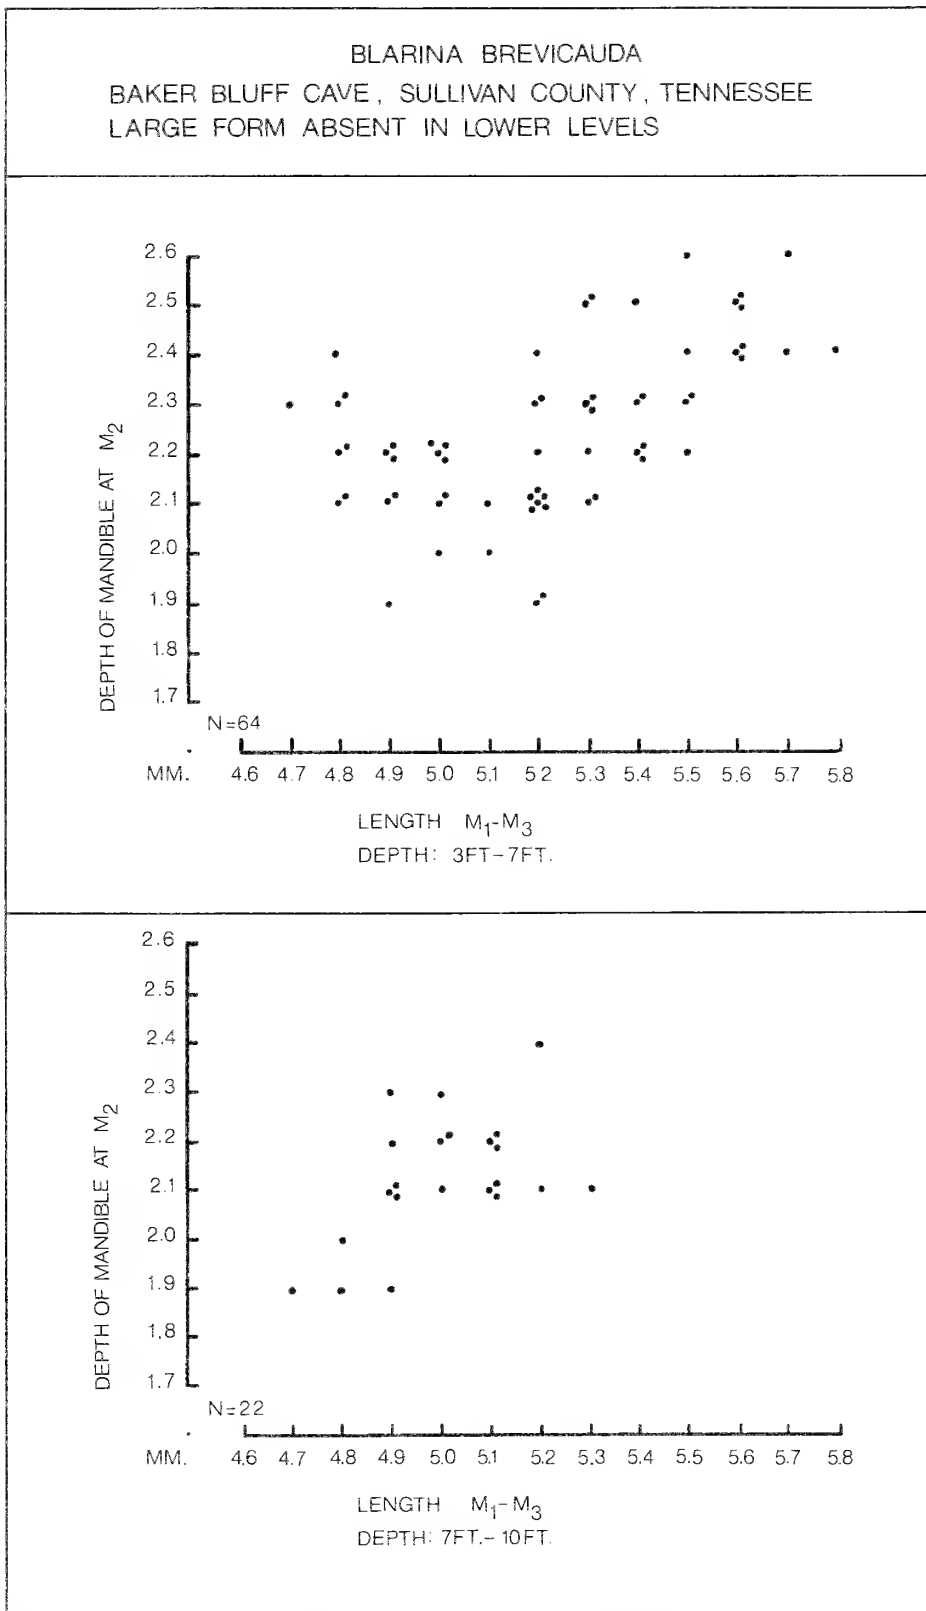 BLARINA BREVICAUDA
BAKER BLUFF CAVE, SULLIVAN COUNTY, TENNESSEE
LARGE FORM ABSENT IN LOWER LEVELS
DEPTH OF MANDIBLE AT M2
2.6
2.5
2.4
2.3
2.2
2.1
2.0
1.9
1.8
1.7
N=64
MM. 4.6 4.7 4.8 4.9 5.0 5.1 5.2 5.3 5.4 5.5 5.6 5.7 5.8
LENGTH M1-M3
DEPTH: 3FT-7FT.
DEPTH OF MANDIBLE AT M2
2.6
2.5
2.4
2.3
2.2
2.1
2.0
1.9
1.8
1.7
N=22
MM. 4.6 4.7 4.8 4.9 5.0 5.1 5.2 5.3 5.4 5.5 5.6 5.7 5.8
LENGTH M1-M3
DEPTH: 7FT.-10FT.